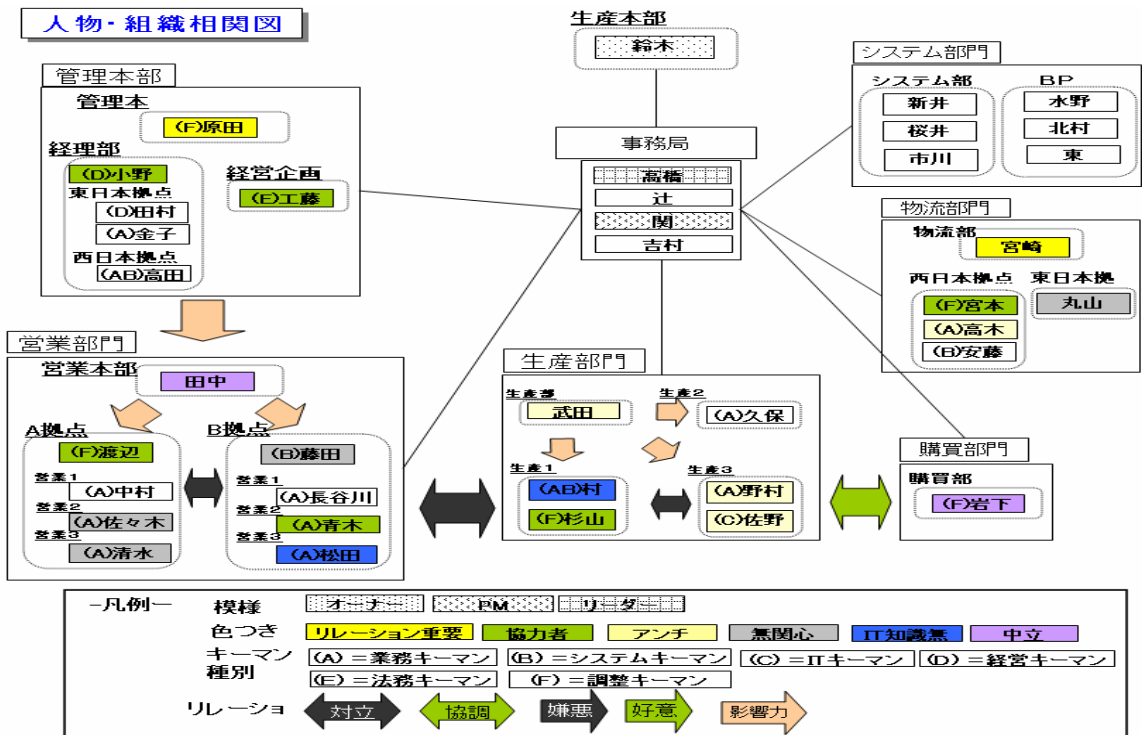 人物・組織相関図
生産本部
鈴木
管理本部
管理本
(F)原田
経理部
(D)小野
東日本拠点
(D)田村
(A)金子
西日本拠点
(AB)高田
経営企画
(E)工藤
事務局
高橋
辻
関
吉村
システム部門
システム部
新井
桜井
市川
BP
水野
北村
東
物流部門
物流部
宮崎
西日本拠点
(F)宮本
(A)高木
(B)安藤
東日本拠
丸山
営業部門
営業本部
田中
A拠点
(F)渡辺
営業1
(A)中村
営業2
(A)佐々木
営業3
(A)清水
B拠点
(B)藤田
営業1
(A)長谷川
営業2
(A)青木
営業3
(A)松田
生産部門
生産部
武田
生産2
(A)久保
生産1
(AB)村
(F)杉山
生産3
(A)野村
(C)佐野
購買部門
購買部
(F)岩下
-凡例ー
模様 オーナー PM リーダー
色つき リレーション重要 協力者 アンチ 無関心 IT知識無 中立
キーマン種別 (A)=業務キーマン (B)=システムキーマン (C)=ITキーマン (D)=経営キーマン
(E)=法務キーマン (F)=調整キーマン
リレーショ 対立 協調 嫌悪 好意 影響力